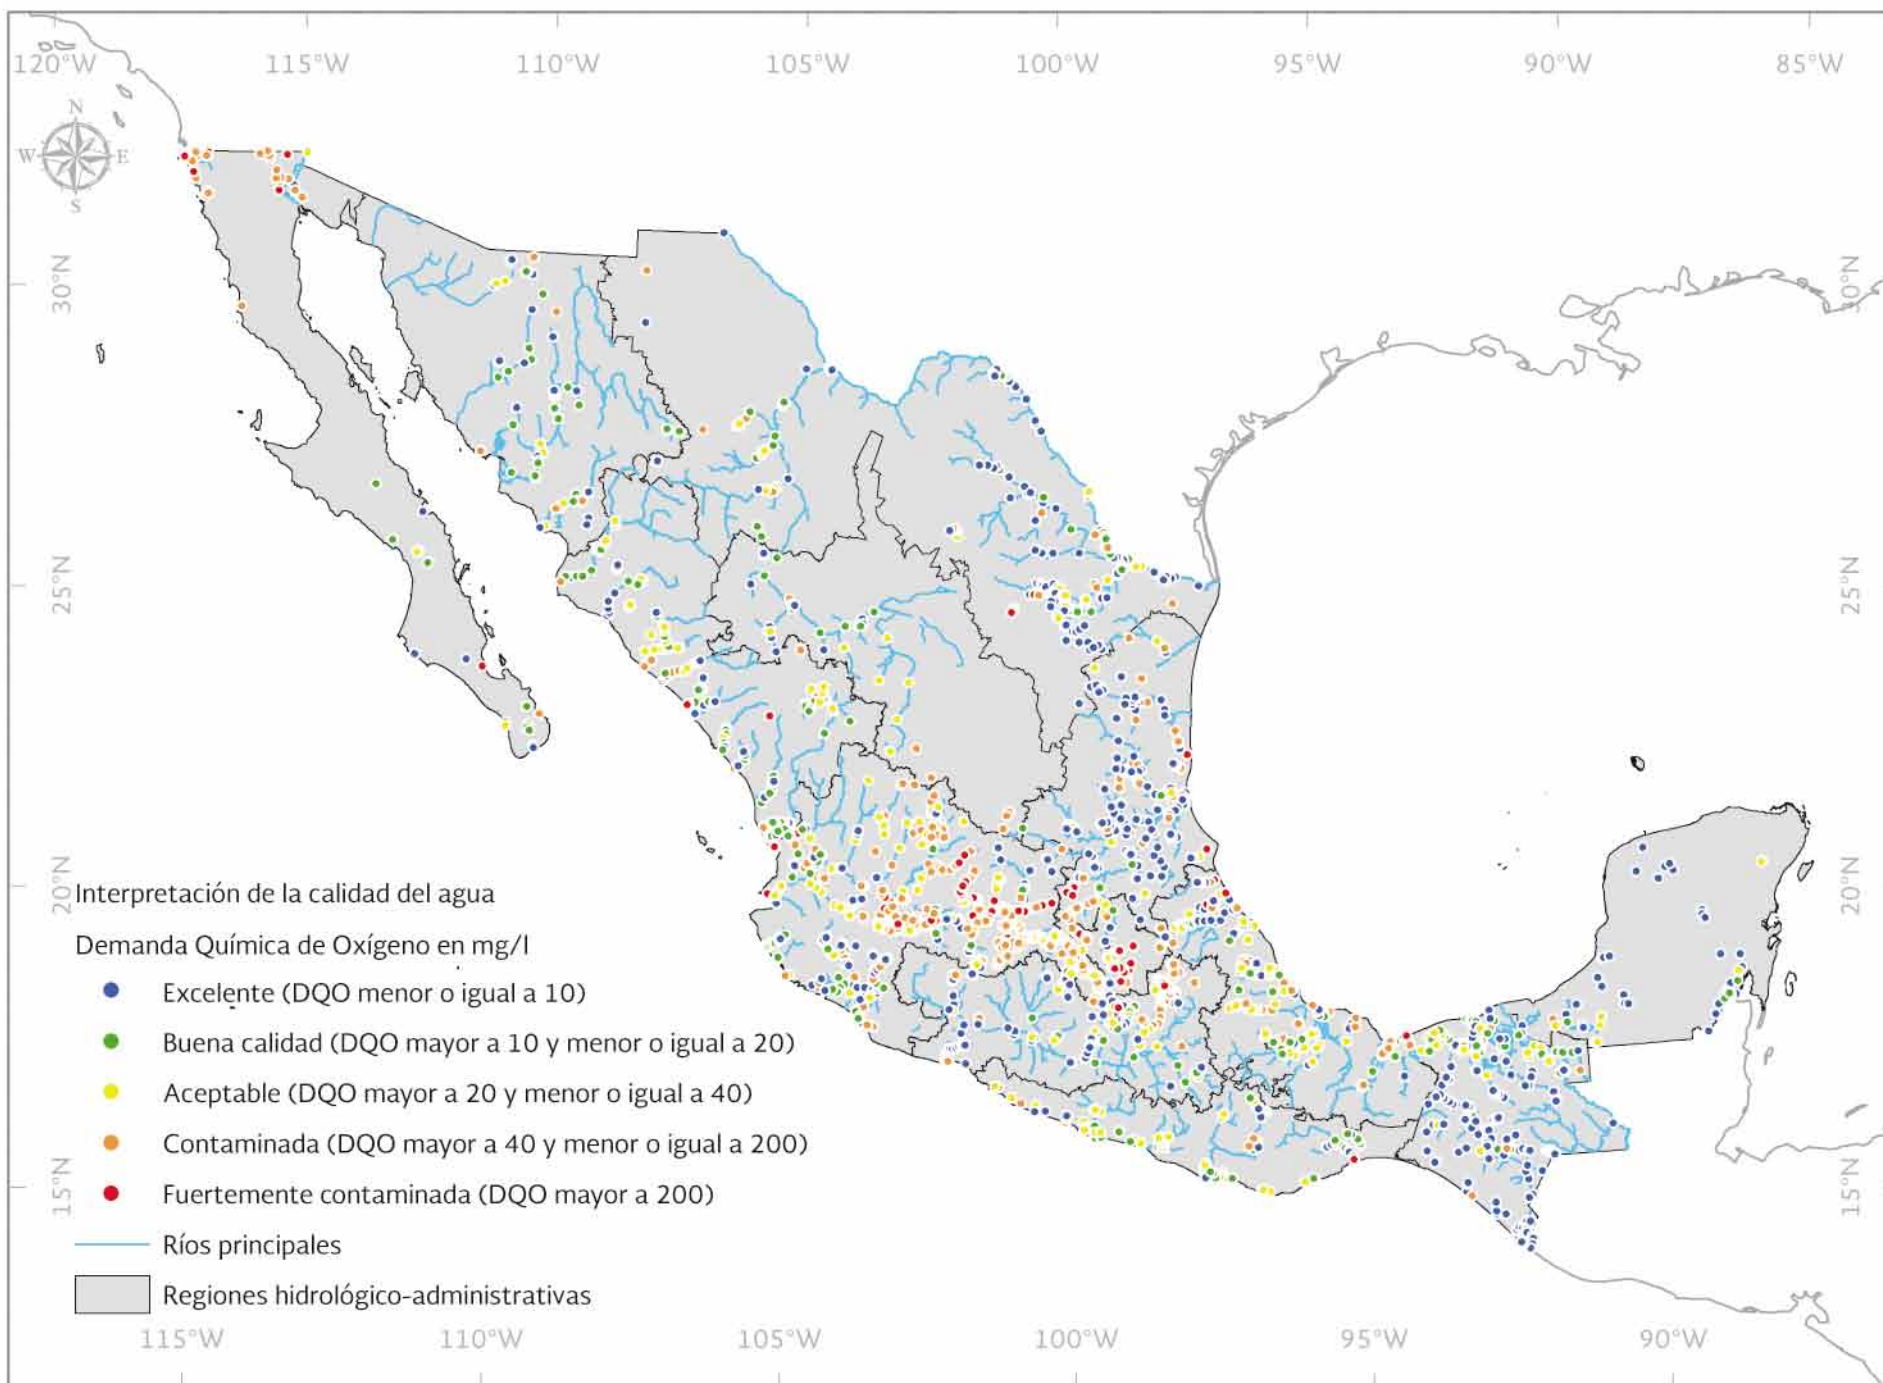 120°W 115°W 110°W 105°W 100°W 95°W 90°W 85°W
N
W E
S
30°N 30°N
25°N 25°N
20°N 20°N
15°N 15°N
Interpretación de la calidad del agua
Demanda Química de Oxígeno en mg/l
Excelente (DQO menor o igual a 10)
Buena calidad (DQO mayor a 10 y menor o igual a 20)
Aceptable (DQO mayor a 20 y menor o igual a 40)
Contaminada (DQO mayor a 40 y menor o igual a 200)
Fuertemente contaminada (DQO mayor a 200)
Ríos principales
Regiones hidrológico-administrativas
115°W 110°W 105°W 100°W 95°W 90°W